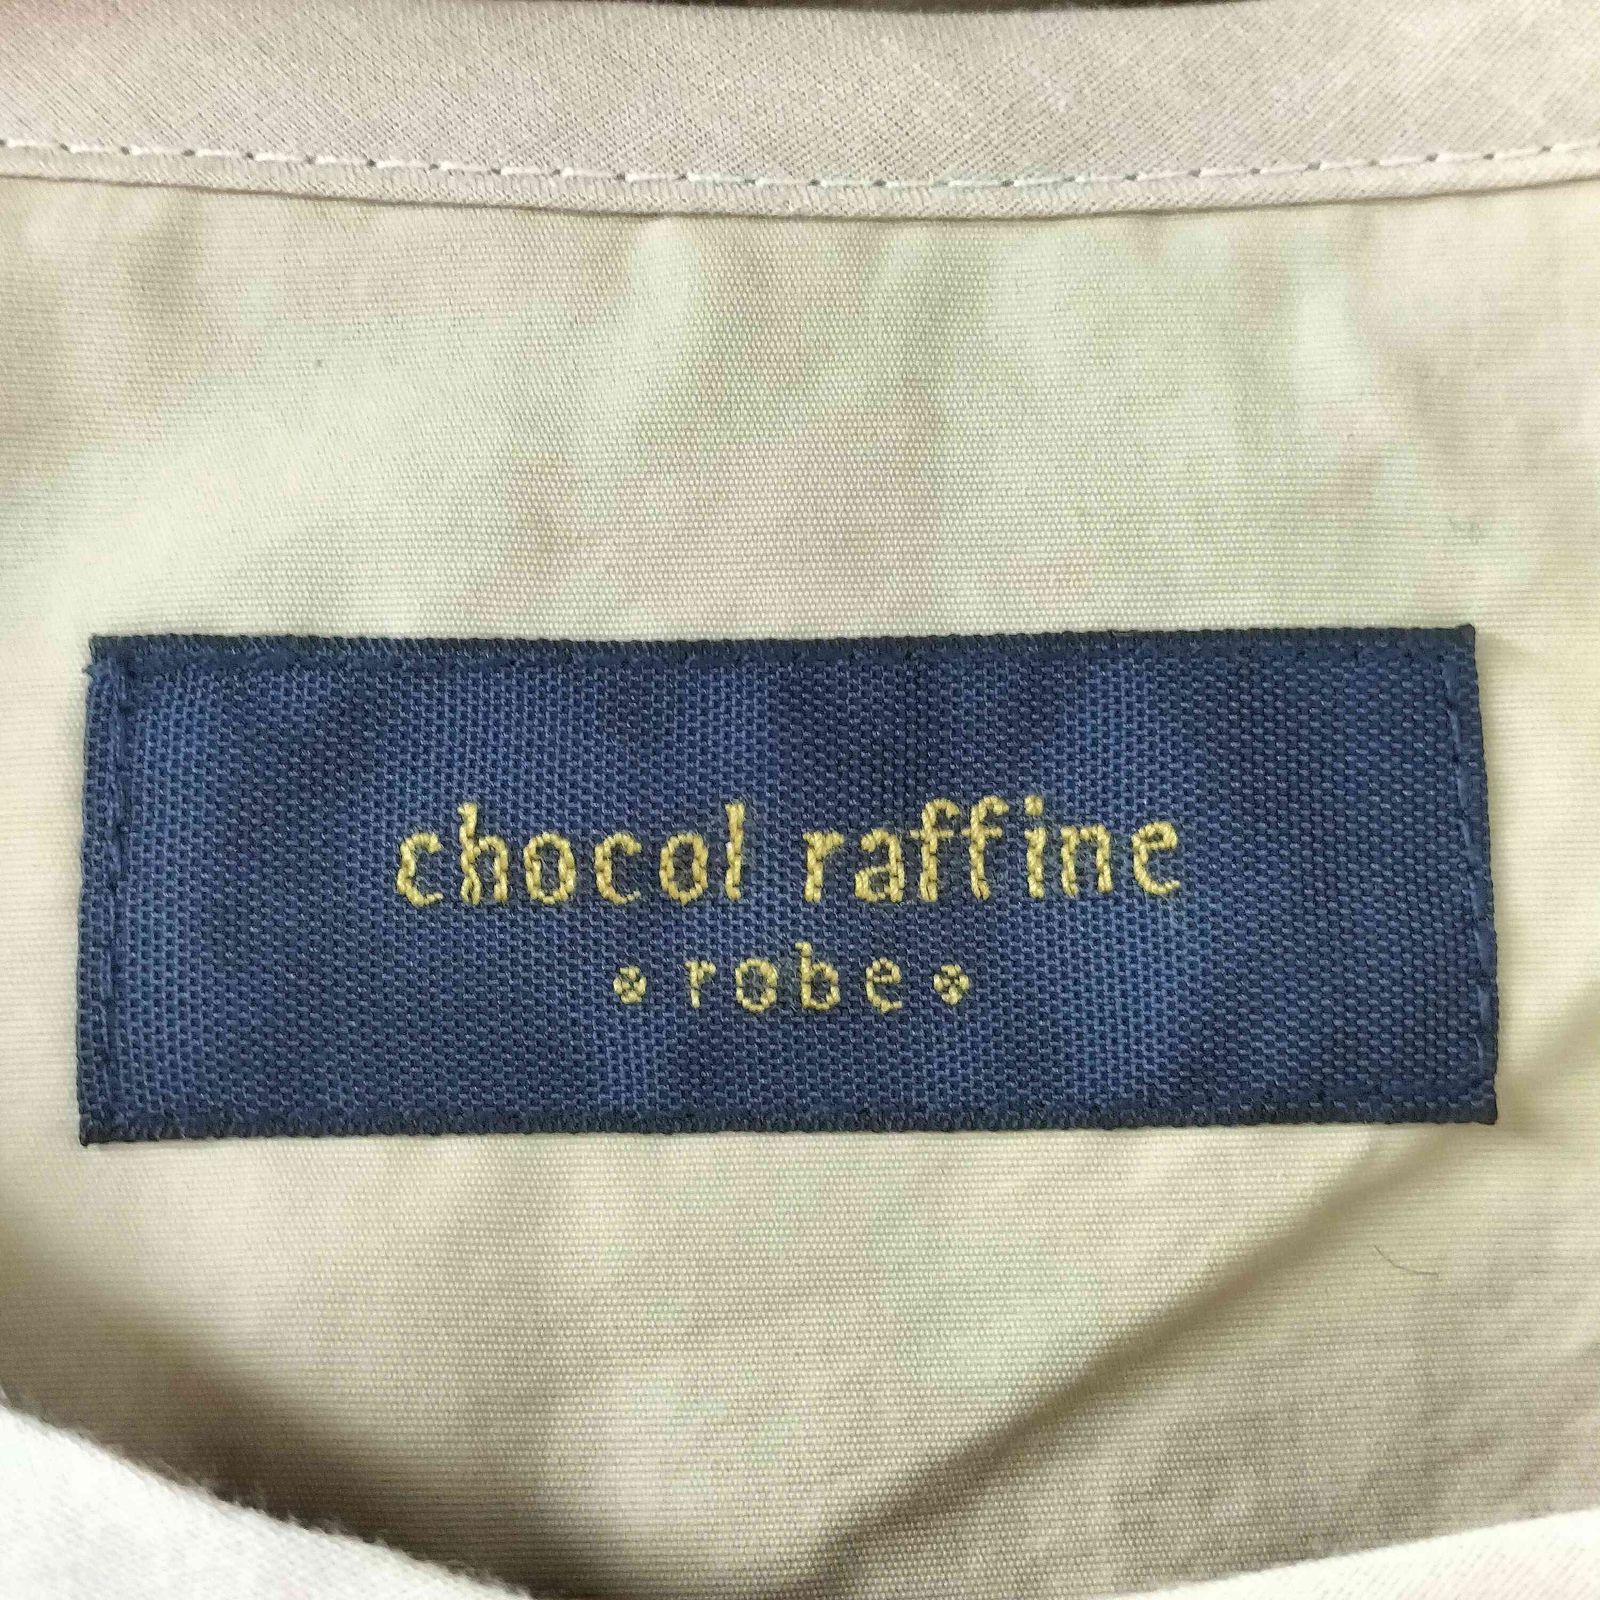 chocol raffine
robe